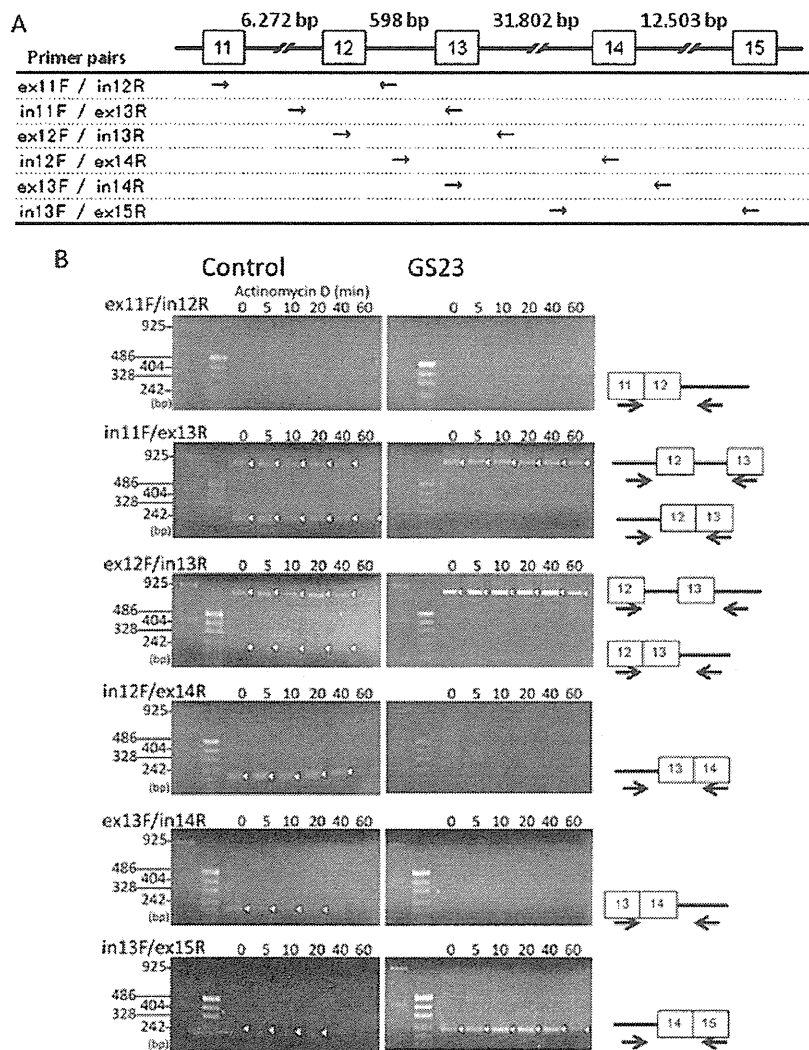 A
6.272 bp 598 bp 31.802 bp 12.503 bp
Primer pairs 11 12 13 14 15
ex11F / in12R
in11F / ex13R
ex12F / in13R
in12F / ex14R
ex13F / in14R
in13F / ex15R
B
Control GS23
Actinomycin D (min)
ex11F/in12R 0 5 10 20 40 60 0 5 10 20 40 60
925
486
404
328
242
(bp)
11 12
in11F/ex13R 0 5 10 20 40 60 0 5 10 20 40 60
925
486
404
328
242
(bp)
12 13
12 13
ex12F/in13R 0 5 10 20 40 60 0 5 10 20 40 60
925
486
404
328
242
(bp)
12 13
12 13
in12F/ex14R 0 5 10 20 40 60 0 5 10 20 40 60
925
486
404
328
242
(bp)
13 14
ex13F/in14R 0 5 10 20 40 60 0 5 10 20 40 60
925
486
404
328
242
(bp)
13 14
in13F/ex15R 0 5 10 20 40 60 0 5 10 20 40 60
925
486
404
328
242
(bp)
14 15